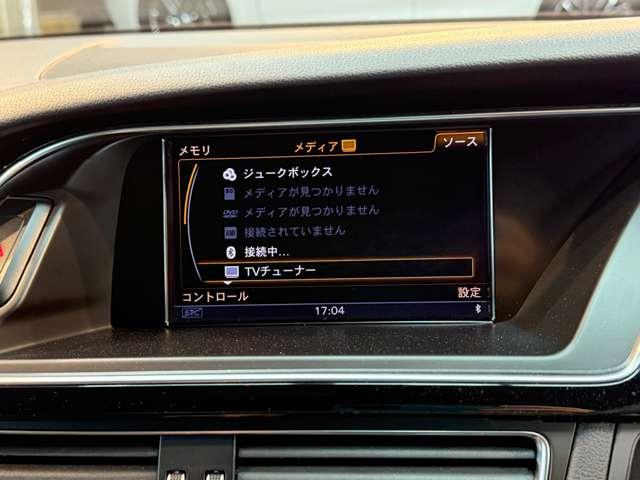 メモリ メディア ソース
ジュークボックス
SD メディアが見つかりません
DVD メディアが見つかりません
AMI 接続されていません
接続中...
TVチューナー
コントロール 設定
17:04